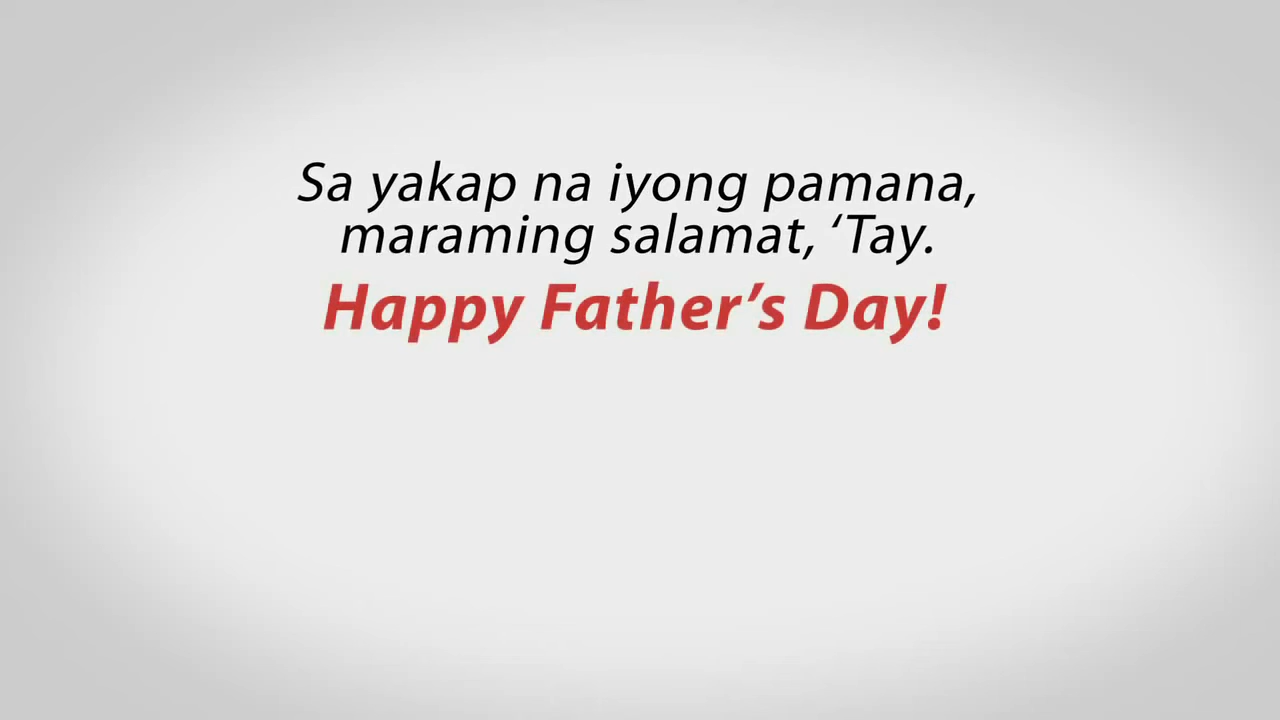 Sa yakap na iyong pamana,
maraming salamat, ‘Tay.
Happy Father’s Day!